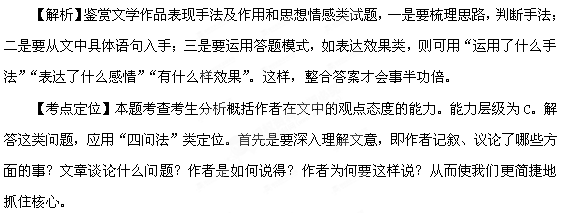 【解析】鉴赏文学作品表现手法及作用和思想情感类试题，一是要梳理思路，判断手法；
二是要从文中具体语句入手；三是要运用答题模式，如表达效果类，则可用“运用了什么手
法”“表达了什么感情”“有什么样效果”。这样，整合答案才会事半功倍。
【考点定位】本题考查考生分析概括作者在文中的观点态度的能力。能力层级为 C。解
答这类问题，应用“四问法”类定位。首先是要深入理解文意，即作者记叙、议论了哪些方
面的事？文章谈论什么问题？作者是如何说得？作者为何要这样说？从而使我们更简捷地
抓住核心。